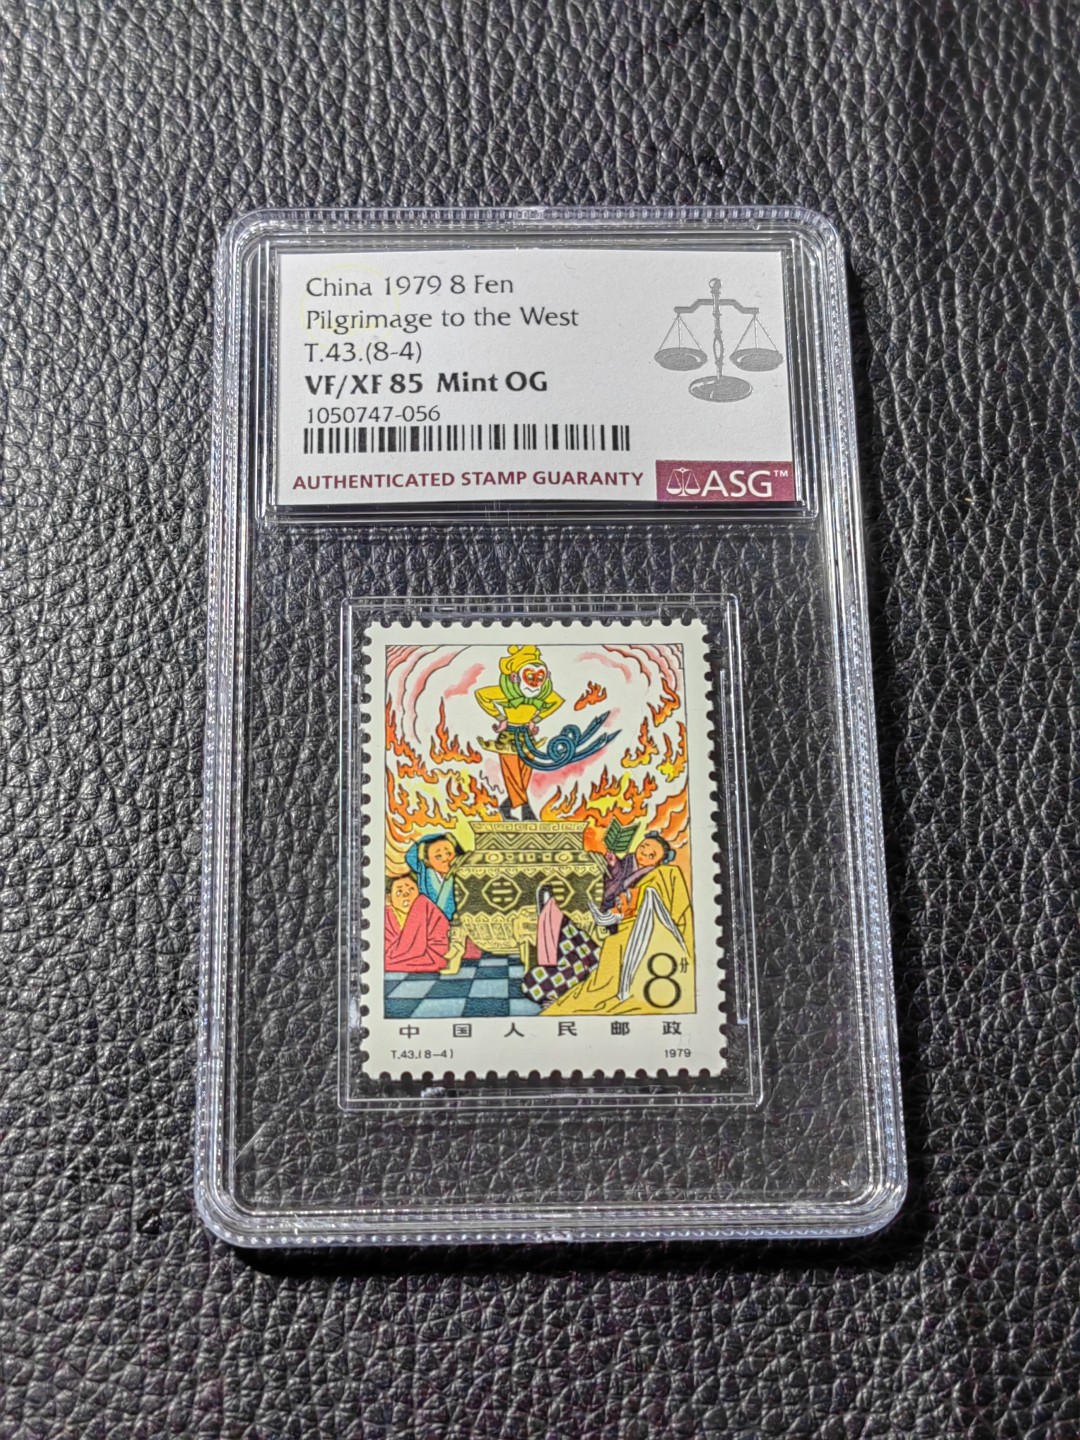 China 1979 8 Fen
Pilgrimage to the West
T.43.(8-4)
VF/XF 85 Mint OG
1050747-056
AUTHENTICATED STAMP GUARANTY ASG™
8分
中国人民邮政
T.43.(8-4) 1979